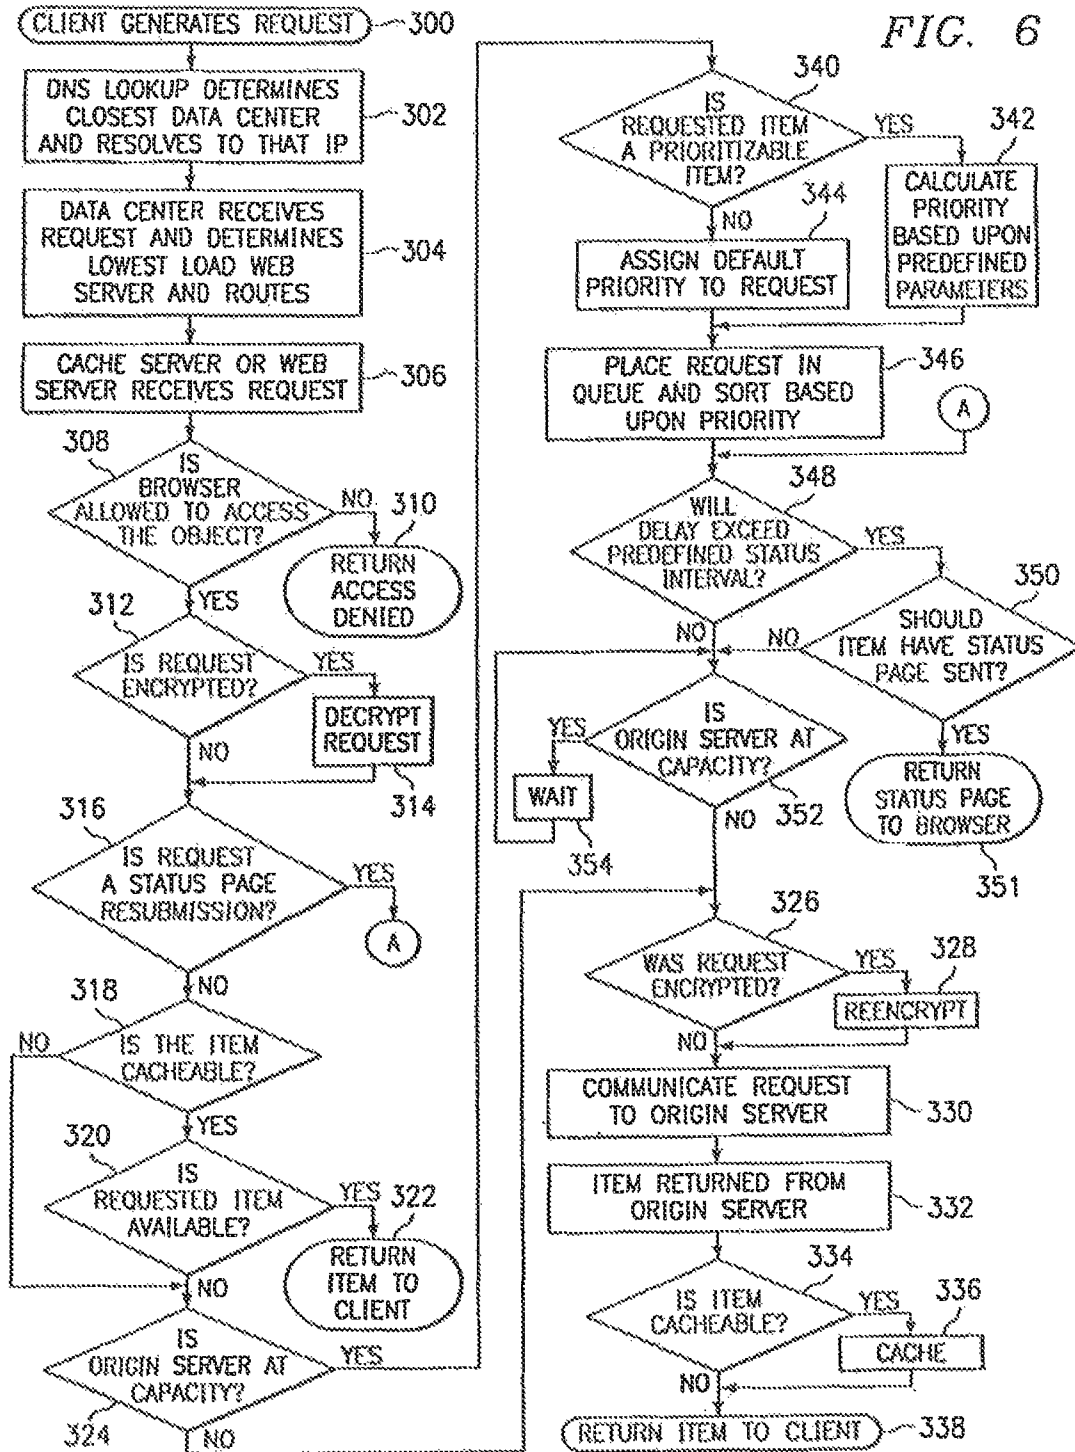 FIG. 6
CLIENT GENERATES REQUEST
300
DNS LOOKUP DETERMINES
CLOSEST DATA CENTER
AND RESOLVES TO THAT IP
302
DATA CENTER RECEIVES
REQUEST AND DETERMINES
LOWEST LOAD WEB
SERVER AND ROUTES
304
CACHE SERVER OR WEB
SERVER RECEIVES REQUEST
306
308
IS
BROWSER
ALLOWED TO ACCESS
THE OBJECT?
NO
310
RETURN
ACCESS
DENIED
YES
312
IS REQUEST
ENCRYPTED?
YES
DECRYPT
REQUEST
314
NO
316
IS REQUEST
A STATUS PAGE
RESUBMISSION?
YES
A
NO
318
NO
IS THE ITEM
CACHEABLE?
YES
320
IS
REQUESTED ITEM
AVAILABLE?
YES
322
RETURN
ITEM TO
CLIENT
NO
IS
ORIGIN SERVER AT
CAPACITY?
YES
324
NO
340
IS
REQUESTED ITEM
A PRIORITIZABLE
ITEM?
YES
342
CALCULATE
PRIORITY
BASED UPON
PREDEFINED
PARAMETERS
NO
344
ASSIGN DEFAULT
PRIORITY TO REQUEST
PLACE REQUEST IN
QUEUE AND SORT BASED
UPON PRIORITY
346
A
348
WILL
DELAY EXCEED
PREDEFINED STATUS
INTERVAL?
YES
350
SHOULD
ITEM HAVE STATUS
PAGE SENT?
NO
NO
YES
RETURN
STATUS PAGE
TO BROWSER
351
IS
ORIGIN SERVER AT
CAPACITY?
352
YES
WAIT
354
NO
326
WAS REQUEST
ENCRYPTED?
YES
328
REENCRYPT
NO
COMMUNICATE REQUEST
TO ORIGIN SERVER
330
ITEM RETURNED FROM
ORIGIN SERVER
332
334
IS ITEM
CACHEABLE?
YES
336
CACHE
NO
RETURN ITEM TO CLIENT
338